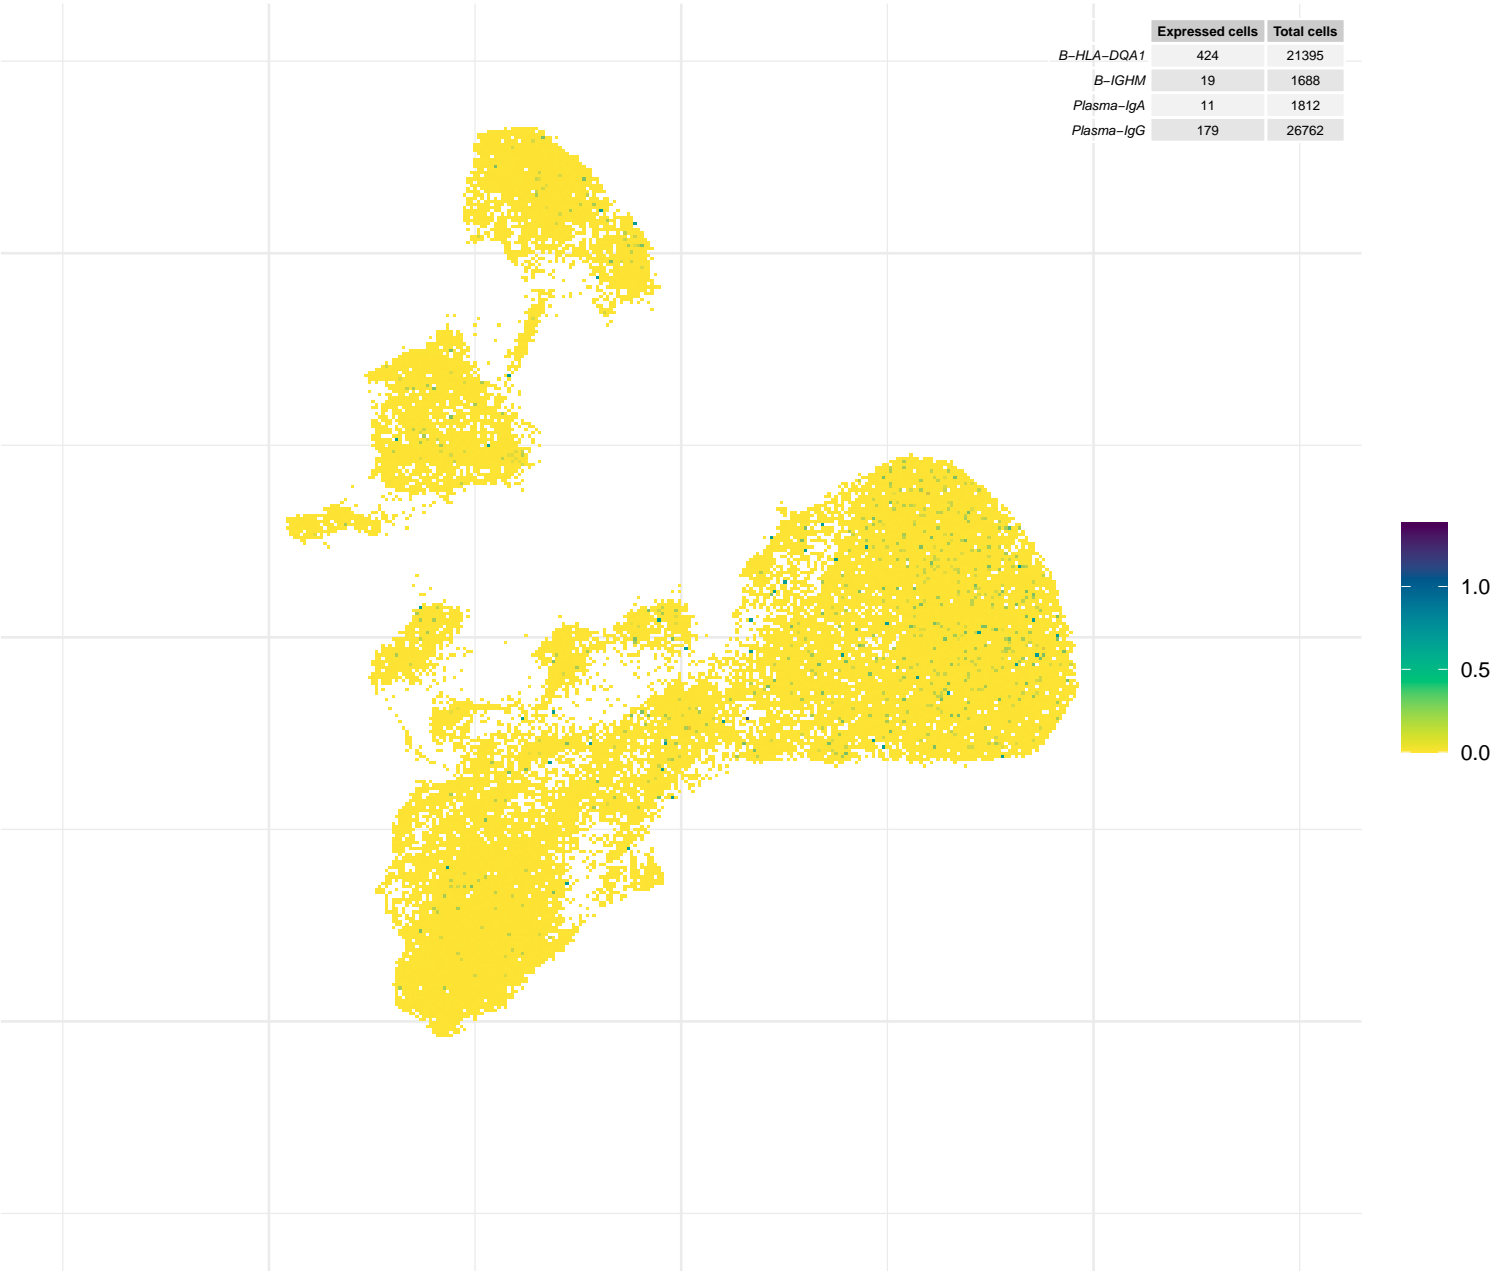 Expressed cells Total cells
B−HLA−DQA1 424 21395
B−IGHM 19 1688
Plasma−IgA 11 1812
Plasma−IgG 179 26762
1.0
0.5
0.0